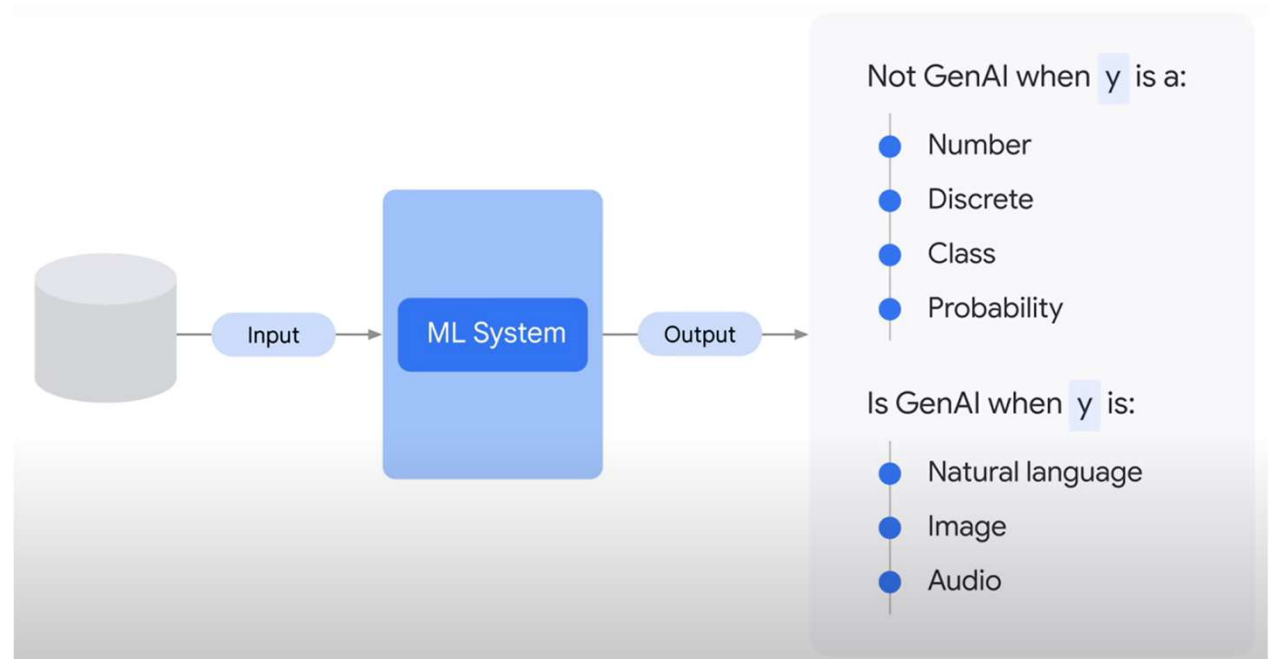 Input
ML System
Output
Not GenAI when y is a:
Number
Discrete
Class
Probability
Is GenAI when y is:
Natural language
Image
Audio